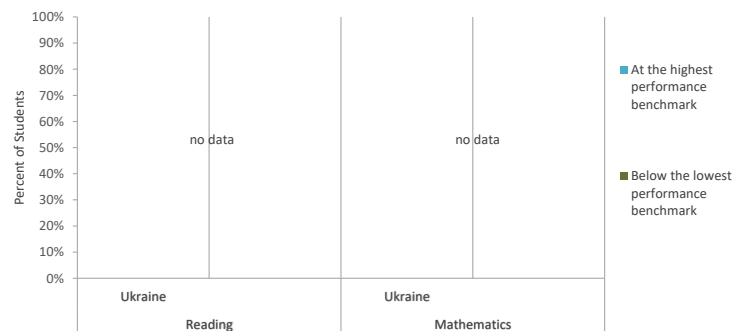 100%
90%
80%
70%
60%
50%
40%
30%
20%
10%
0%
Percent of Students
no data
no data
Ukraine
Ukraine
Reading
Mathematics
At the highest
performance
benchmark
Below the lowest
performance
benchmark